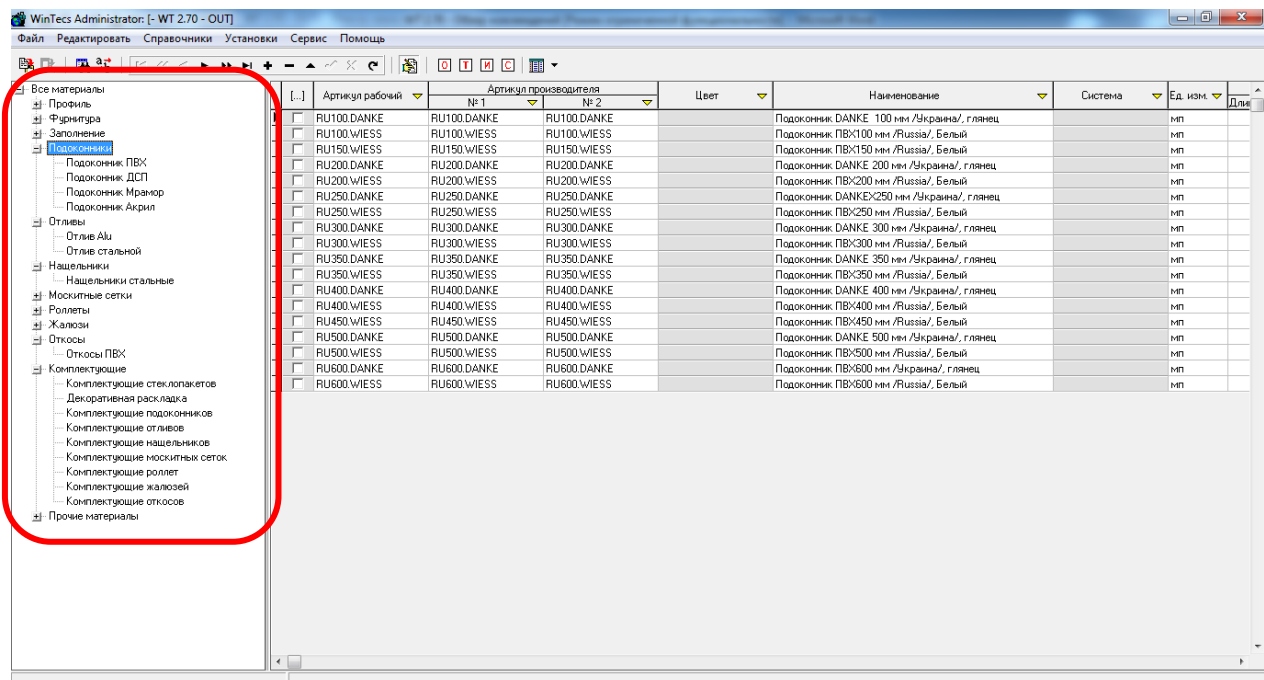 WinTecs Administrator: [- WT 2.70 - OUT]
Файл Редактировать Справочники Установки Сервис Помощь
О Т И С
Все материалы
Профиль
Фурнитура
Заполнение
Подоконники
Подоконник ПВХ
Подоконник ДСП
Подоконник Мрамор
Подоконник Акрил
Отливы
Отлив Alu
Отлив стальной
Нащельники
Нащельники стальные
Москитные сетки
Роллеты
Жалюзи
Откосы
Откосы ПВХ
Комплектующие
Комплектующие стеклопакетов
Декоративная раскладка
Комплектующие подоконников
Комплектующие отливов
Комплектующие нащельников
Комплектующие москитных сеток
Комплектующие роллет
Комплектующие жалюзей
Комплектующие откосов
Прочие материалы
[...] Артикул рабочий Артикул производителя Цвет Наименование Система Ед. изм.
№ 1 № 2
RU100.DANKE RU100.DANKE RU100.DANKE Подоконник DANKE 100 мм /Украина/, глянец мп
RU100.WIESS RU100.WIESS RU100.WIESS Подоконник ПВХ100 мм /Russia/, Белый мп
RU150.WIESS RU150.WIESS RU150.WIESS Подоконник ПВХ150 мм /Russia/, Белый мп
RU200.DANKE RU200.DANKE RU200.DANKE Подоконник DANKE 200 мм /Украина/, глянец мп
RU200.WIESS RU200.WIESS RU200.WIESS Подоконник ПВХ200 мм /Russia/, Белый мп
RU250.DANKE RU250.DANKE RU250.DANKE Подоконник DANKEX250 мм /Украина/, глянец мп
RU250.WIESS RU250.WIESS RU250.WIESS Подоконник ПВХ250 мм /Russia/, Белый мп
RU300.DANKE RU300.DANKE RU300.DANKE Подоконник DANKE 300 мм /Украина/, глянец мп
RU300.WIESS RU300.WIESS RU300.WIESS Подоконник ПВХ300 мм /Russia/, Белый мп
RU350.DANKE RU350.DANKE RU350.DANKE Подоконник DANKE 350 мм /Украина/, глянец мп
RU350.WIESS RU350.WIESS RU350.WIESS Подоконник ПВХ350 мм /Russia/, Белый мп
RU400.DANKE RU400.DANKE RU400.DANKE Подоконник DANKE 400 мм /Украина/, глянец мп
RU400.WIESS RU400.WIESS RU400.WIESS Подоконник ПВХ400 мм /Russia/, Белый мп
RU450.WIESS RU450.WIESS RU450.WIESS Подоконник ПВХ450 мм /Russia/, Белый мп
RU500.DANKE RU500.DANKE RU500.DANKE Подоконник DANKE 500 мм /Украина/, глянец мп
RU500.WIESS RU500.WIESS RU500.WIESS Подоконник ПВХ500 мм /Russia/, Белый мп
RU600.DANKE RU600.DANKE RU600.DANKE Подоконник ПВХ600 мм /Украина/, глянец мп
RU600.WIESS RU600.WIESS RU600.WIESS Подоконник ПВХ600 мм /Russia/, Белый мп